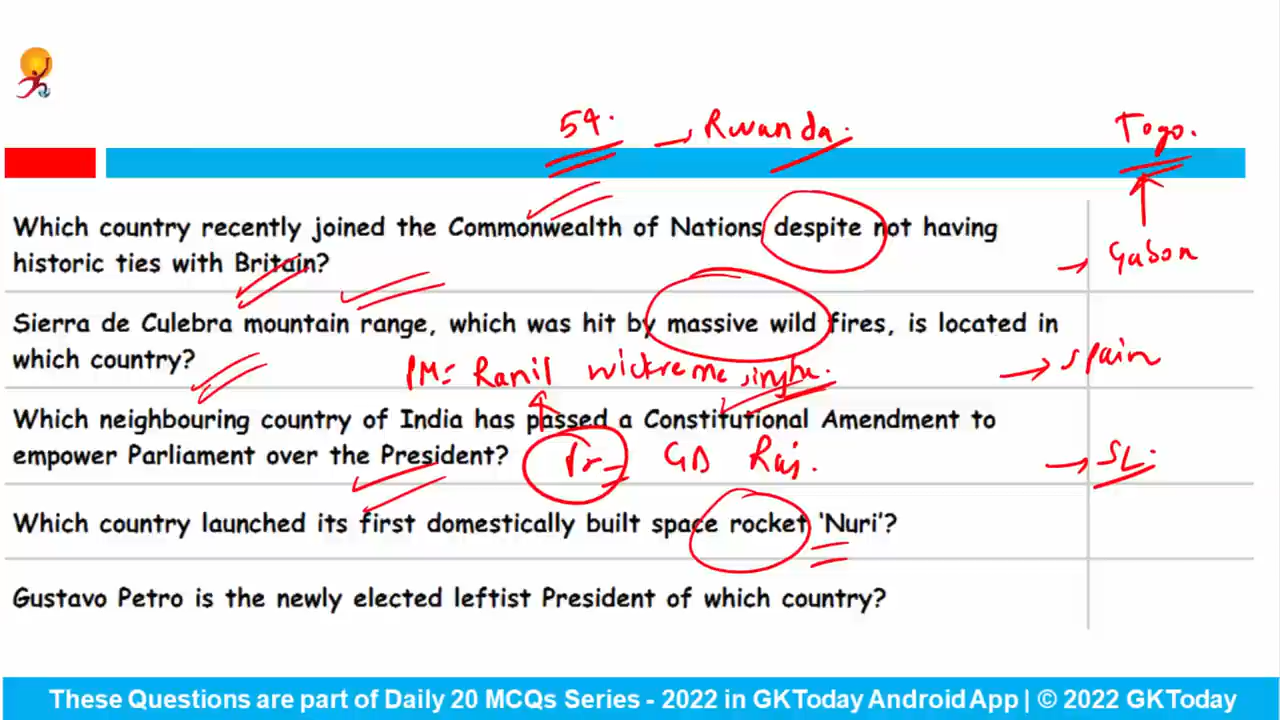 54. → Rwanda. Togo.
Which country recently joined the Commonwealth of Nations despite not having
historic ties with Britain?
→ Gabon
Sierra de Culebra mountain range, which was hit by massive wild fires, is located in
which country?
→ Spain
PM= Ranil wickremesinghe.
Which neighbouring country of India has passed a Constitutional Amendment to
empower Parliament over the President?
Pr= GB Raj.
→ SL.
Which country launched its first domestically built space rocket 'Nuri'?
Gustavo Petro is the newly elected leftist President of which country?
These Questions are part of Daily 20 MCQs Series - 2022 in GKToday Android App | © 2022 GKToday